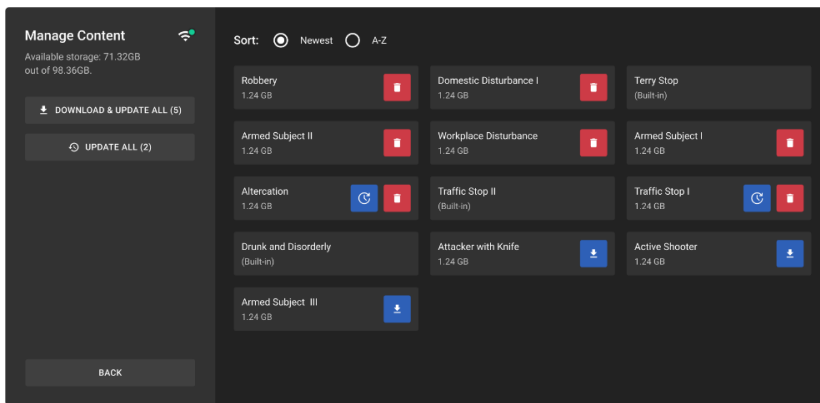 Manage Content
Available storage: 71.32GB
out of 98.36GB.
DOWNLOAD & UPDATE ALL (5)
UPDATE ALL (2)
BACK
Sort: Newest A-Z
Robbery
1.24 GB
Domestic Disturbance I
1.24 GB
Terry Stop
(Built-in)
Armed Subject II
1.24 GB
Workplace Disturbance
1.24 GB
Armed Subject I
1.24 GB
Altercation
1.24 GB
Traffic Stop II
(Built-in)
Traffic Stop I
1.24 GB
Drunk and Disorderly
(Built-in)
Attacker with Knife
1.24 GB
Active Shooter
1.24 GB
Armed Subject III
1.24 GB